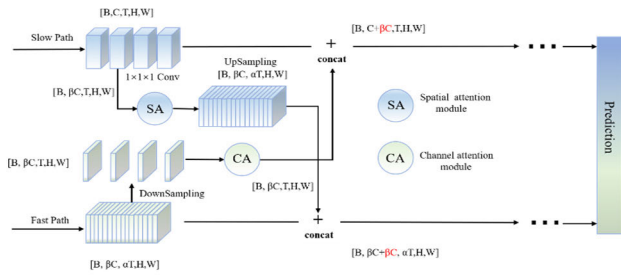 [B,C,T,H,W]
Slow Path
1×1×1 Conv
UpSampling
[B, βC, αT,H,W]
+
concat
[B, C+βC,T,H,W]
[B, βC,T,H,W]
SA
SA
Spatial attention
module
Prediction
[B, βC,T,H,W]
CA
CA
Channel attention
module
DownSampling
[B, βC,T,H,W]
Fast Path
+
concat
[B, βC, αT,H,W]
[B, βC+βC, αT,H,W]